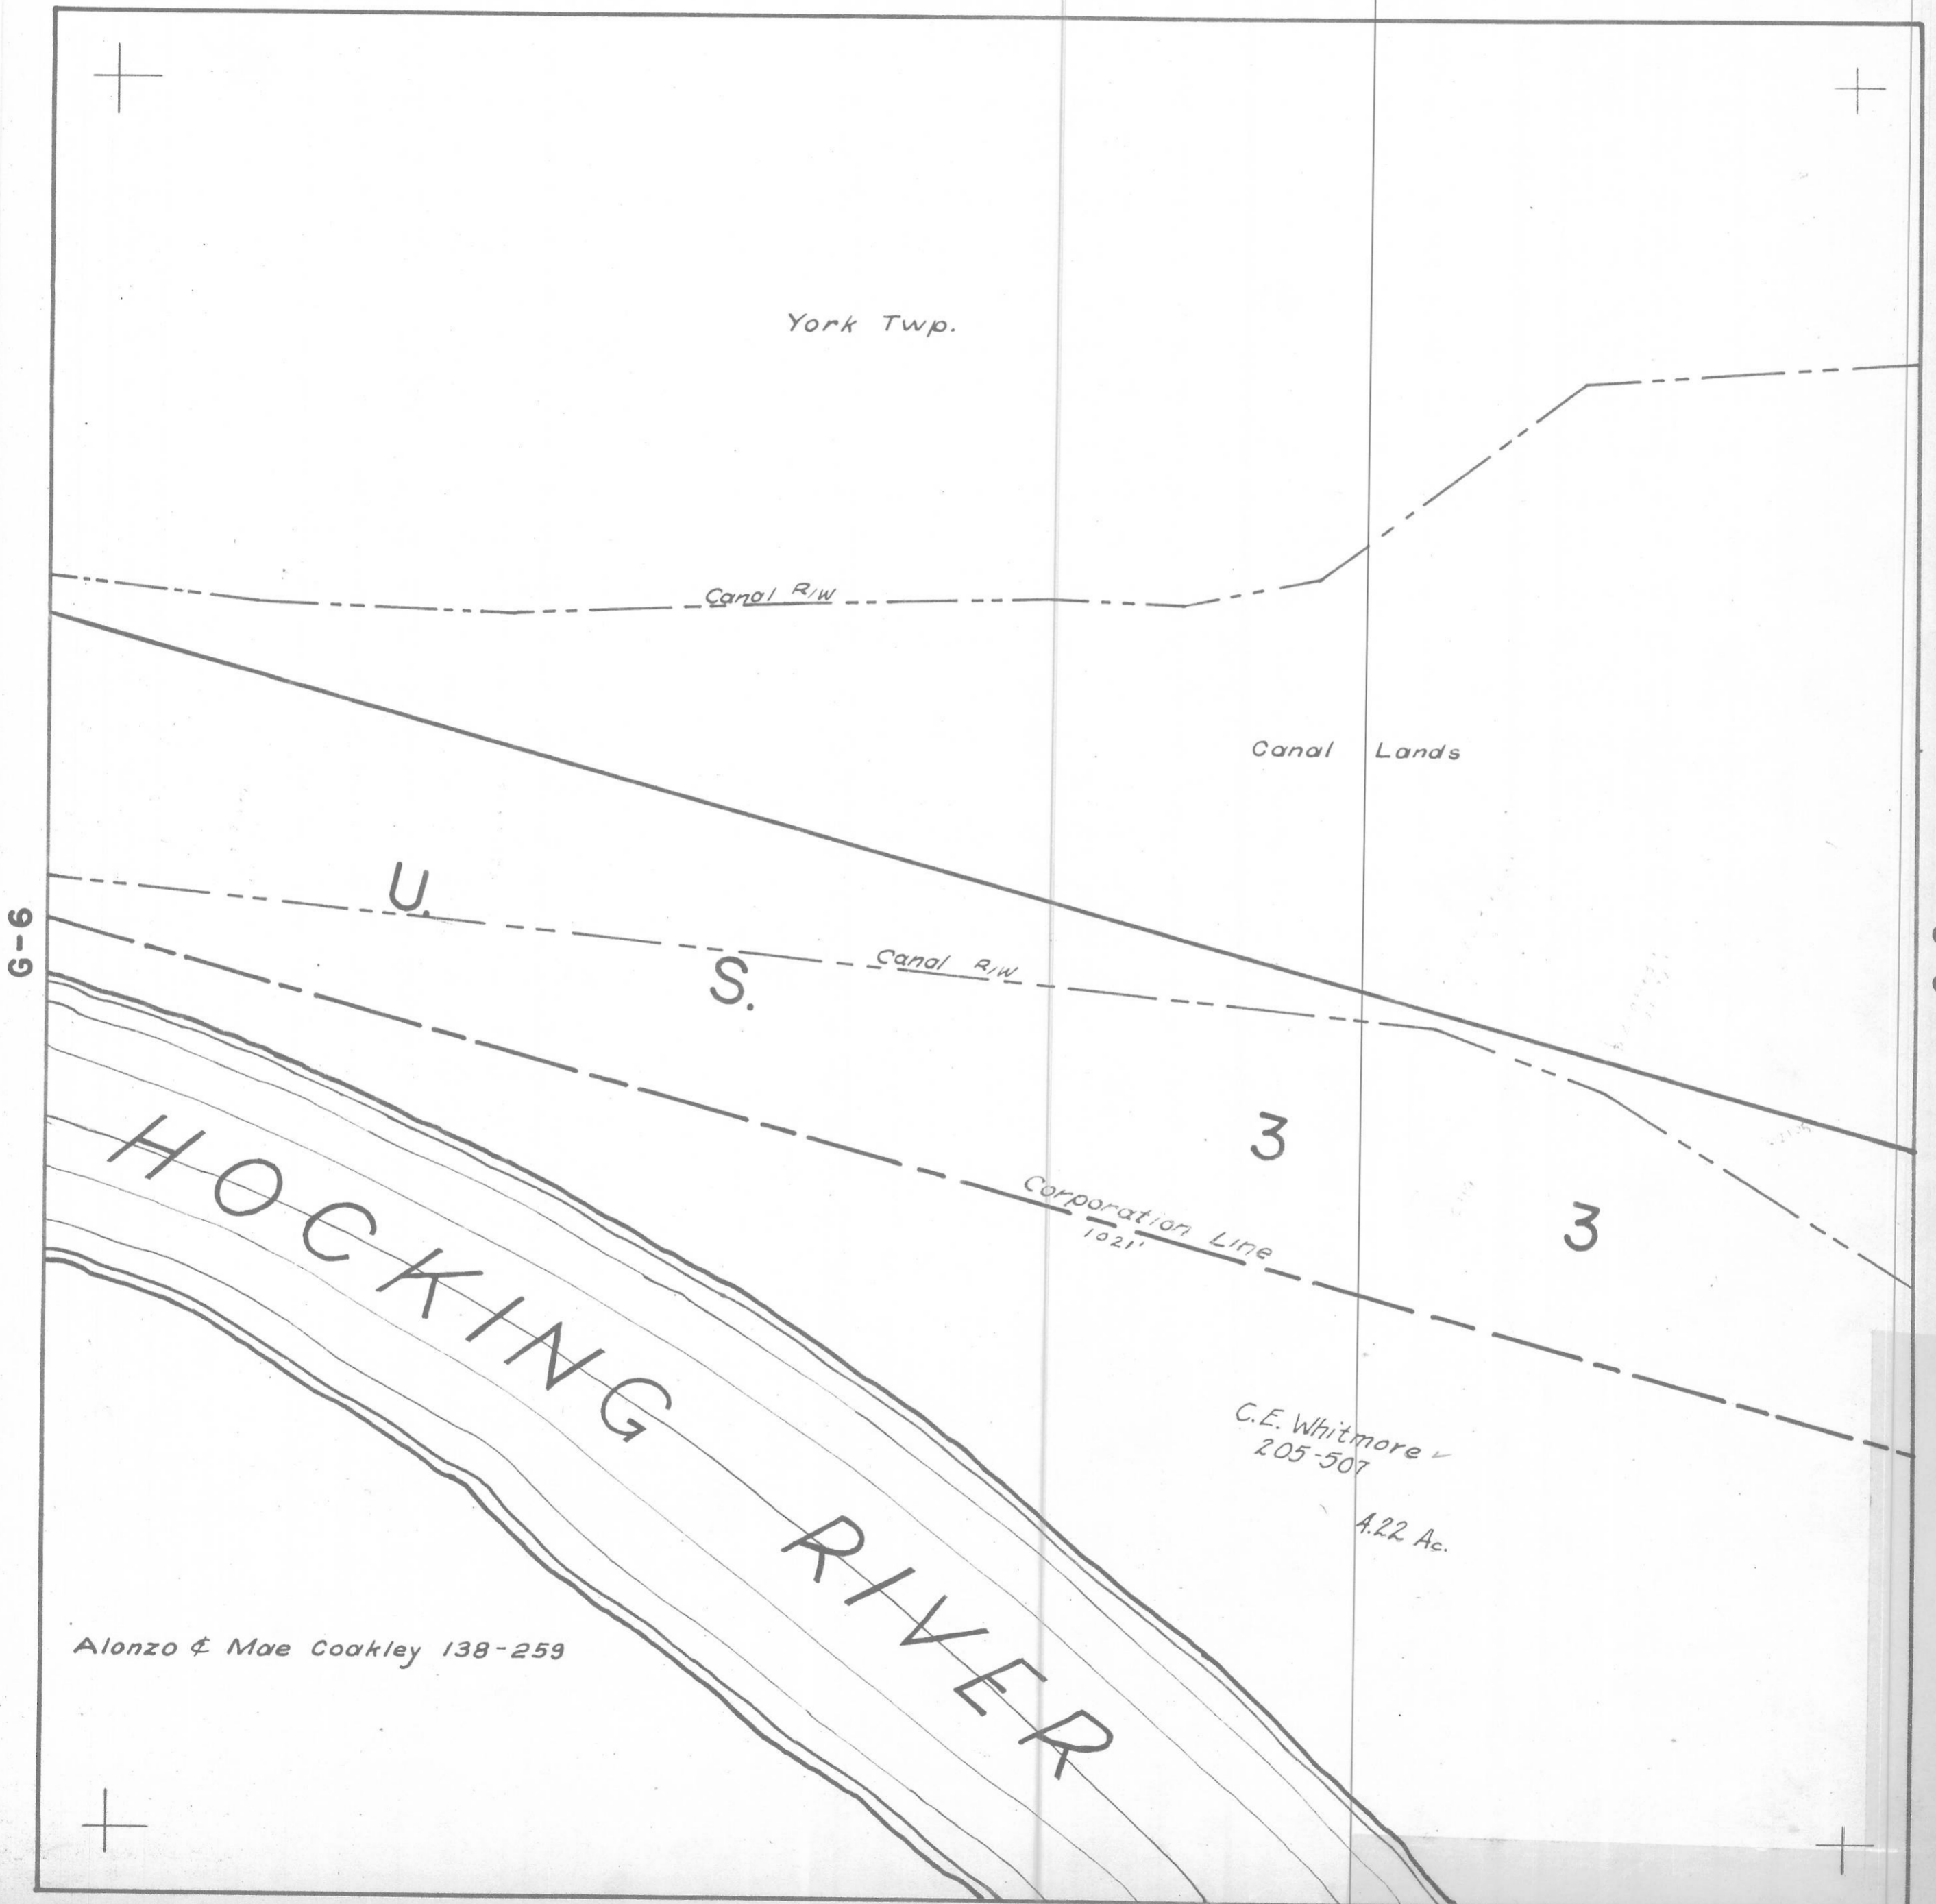 York Twp.
Canal R/W
Canal Lands
U.
S.
G-6
Canal R/W
3
3
Corporation Line
1021'
HOCKING RIVER
C.E. Whitmore
205-507
4.22 Ac.
Alonzo & Mae Coakley 138-259